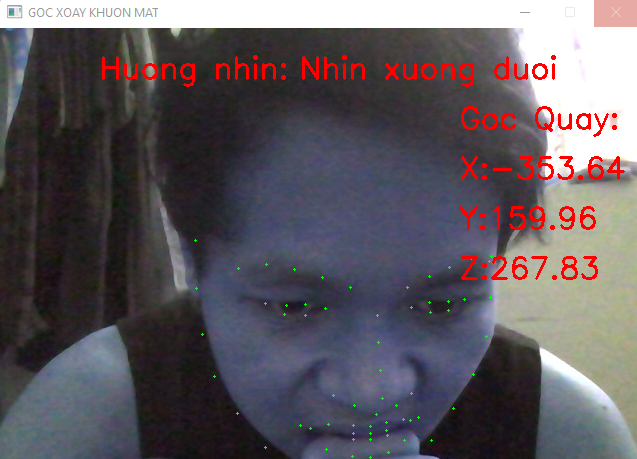 GOC XOAY KHUON MAT
Huong nhin: Nhin xuong duoi
Goc Quay:
X:-353.64
Y:159.96
Z:267.83